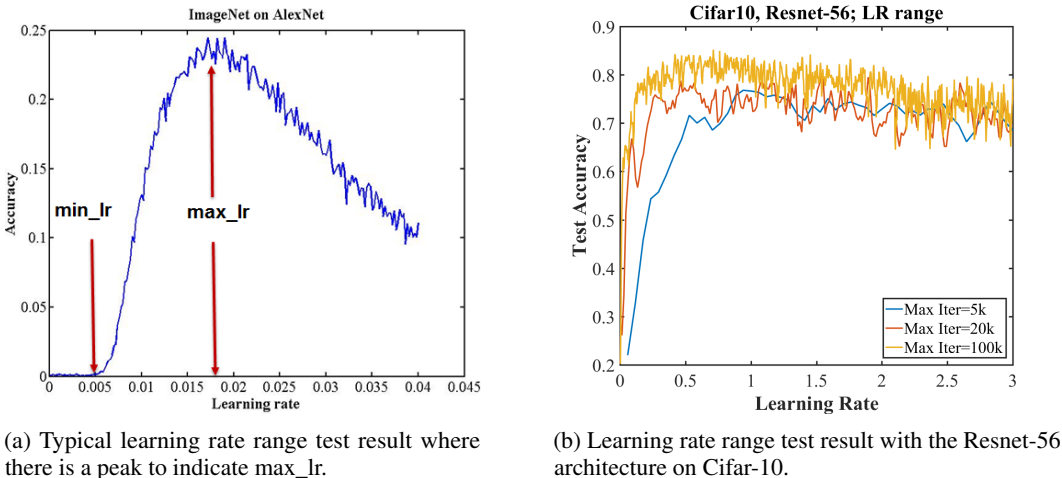 ImageNet on AlexNet
0.25
0.2
0.15
0.1
0.05
0
Accuracy
min_lr
max_lr
0 0.005 0.01 0.015 0.02 0.025 0.03 0.035 0.04 0.045
Learning rate
(a) Typical learning rate range test result where
there is a peak to indicate max_lr.
Cifar10, Resnet-56; LR range
0.9
0.8
0.7
0.6
0.5
0.4
0.3
0.2
Test Accuracy
Max Iter=5k
Max Iter=20k
Max Iter=100k
0 0.5 1 1.5 2 2.5 3
Learning Rate
(b) Learning rate range test result with the Resnet-56
architecture on Cifar-10.